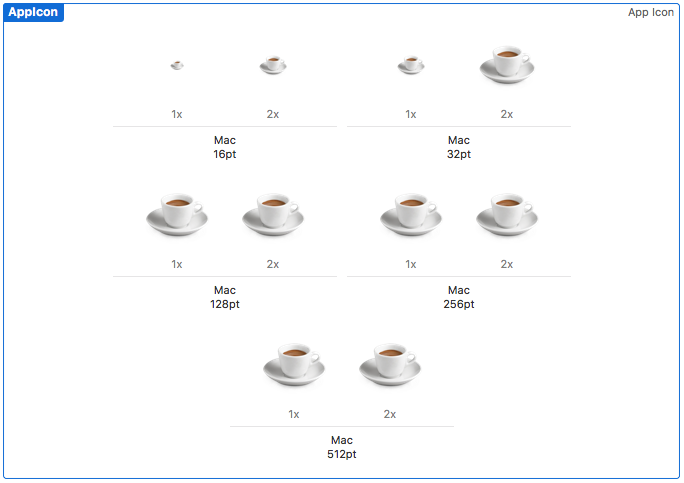 AppIcon
App Icon
1x 2x 1x 2x
Mac Mac
16pt 32pt
1x 2x 1x 2x
Mac Mac
128pt 256pt
1x 2x
Mac
512pt